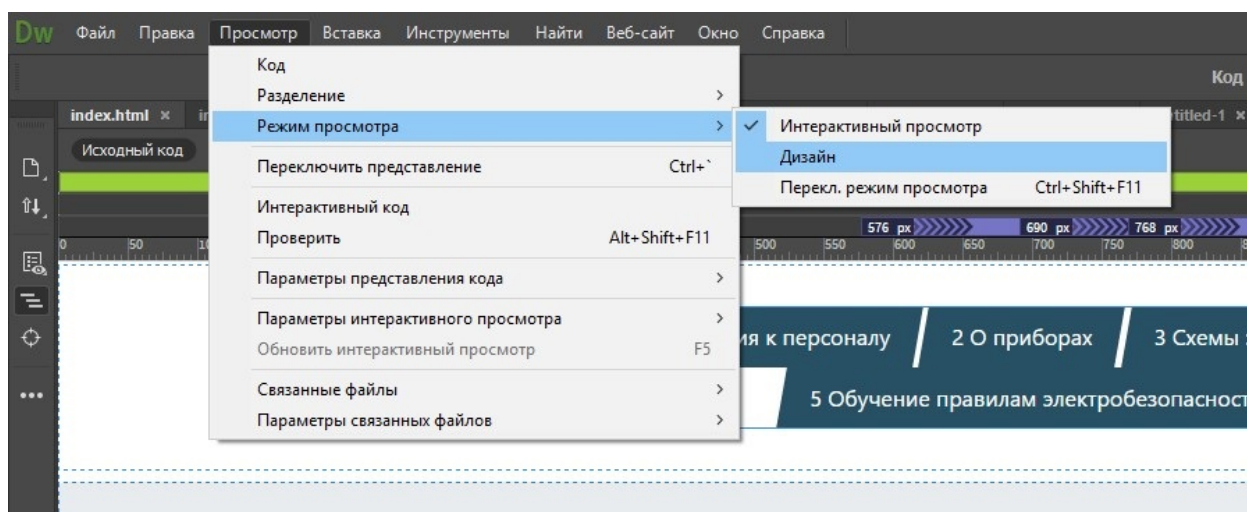 Dw Файл Правка Просмотр Вставка Инструменты Найти Веб-сайт Окно Справка
Код
Код
Разделение
index.html × titled-1 ×
Режим просмотра
Интерактивный просмотр
Исходный код
Дизайн
Переключить представление Ctrl+`
Перекл. режим просмотра Ctrl+Shift+F11
Интерактивный код
576 px 690 px 768 px
Проверить Alt+Shift+F11
0 50 500 550 600 650 700 750 800
Параметры представления кода
Параметры интерактивного просмотра
ия к персоналу 2 О приборах 3 Схемы
Обновить интерактивный просмотр F5
Связанные файлы
5 Обучение правилам электробезопасност
Параметры связанных файлов